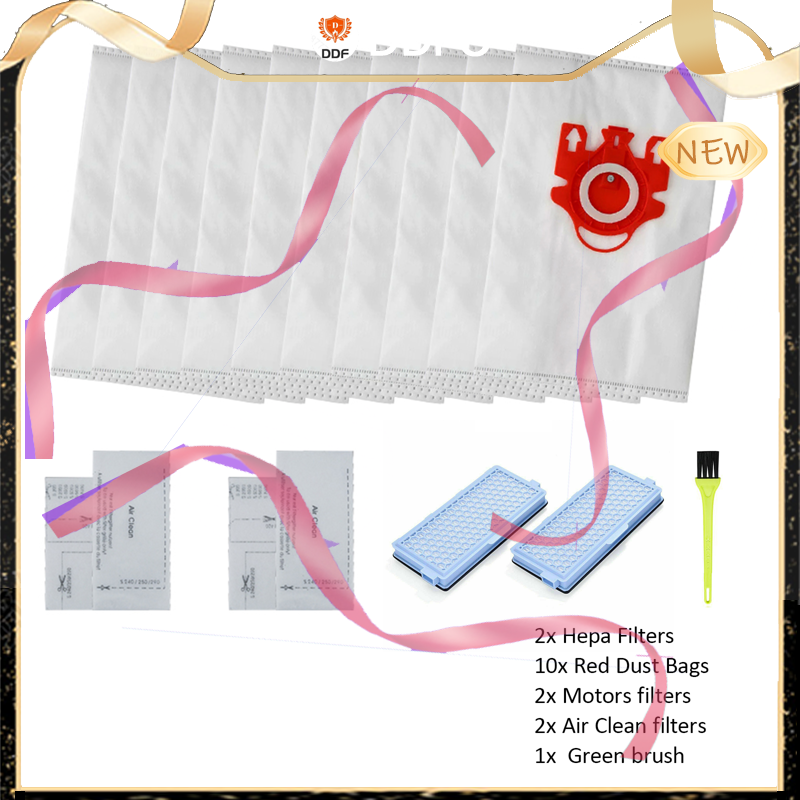 DDF
NEW
Air Clean
Air Clean
2x Hepa Filters
10x Red Dust Bags
2x Motors filters
2x Air Clean filters
1x Green brush